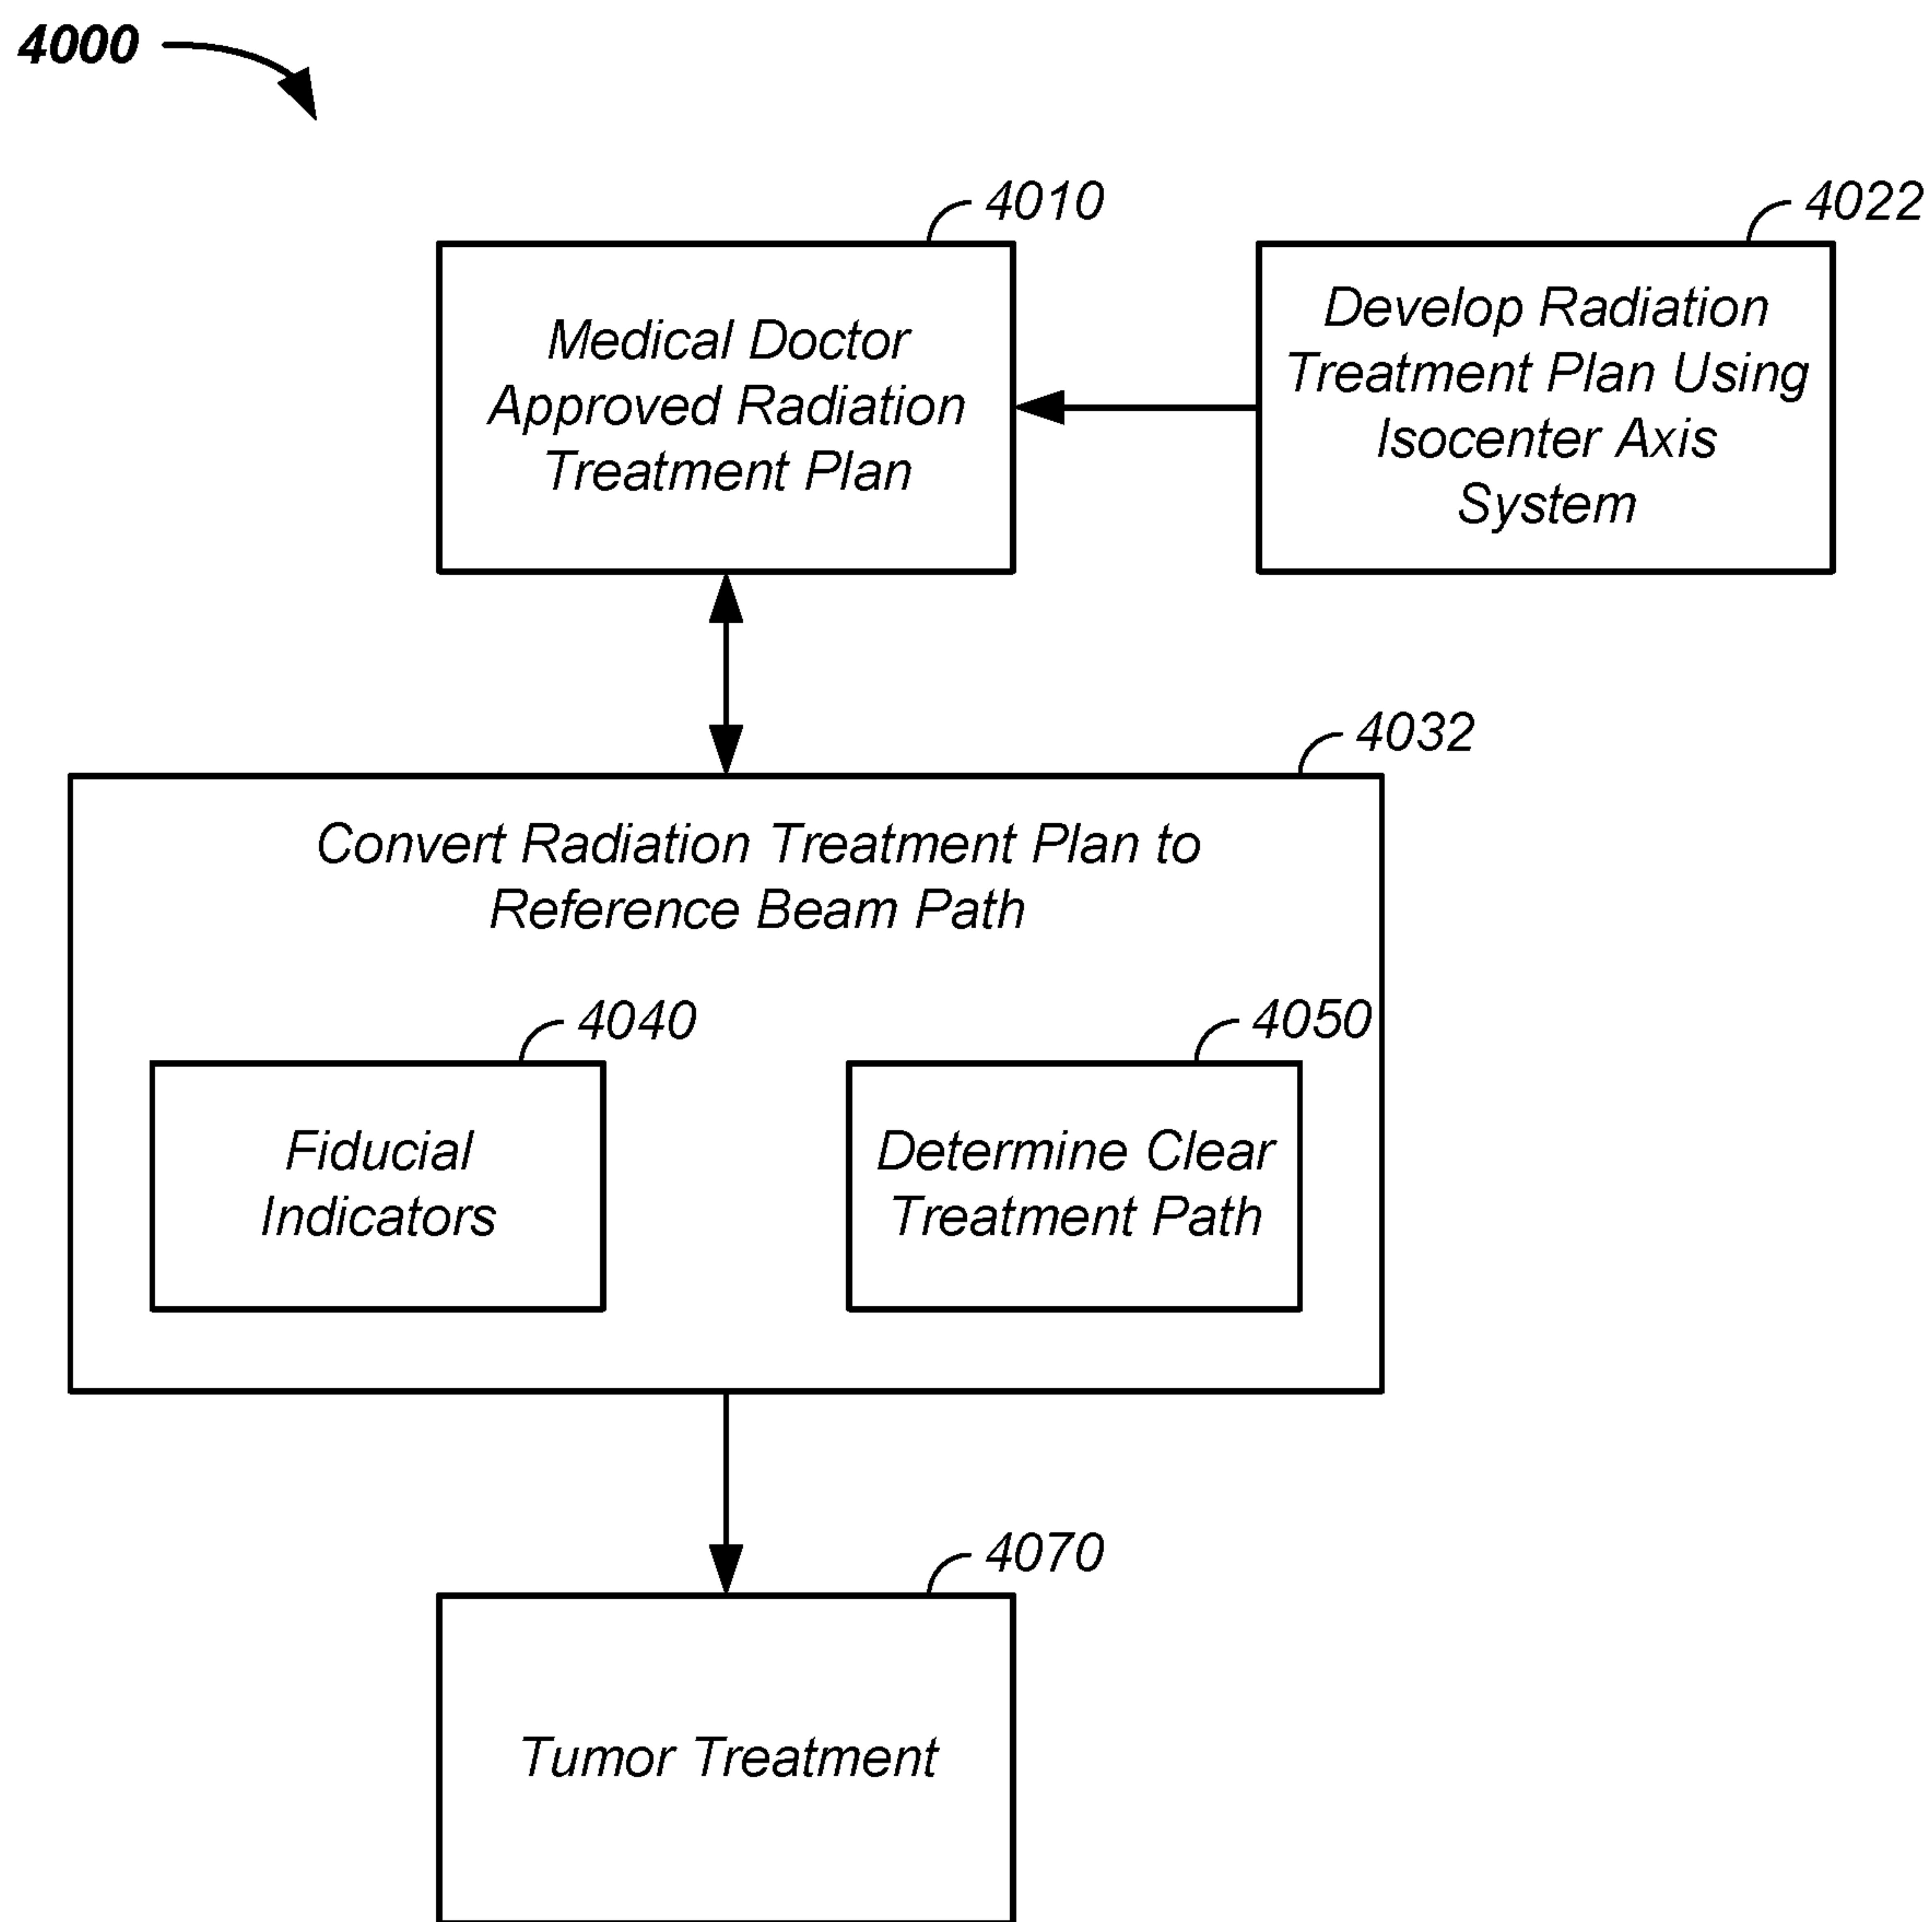 4000
4010
Medical Doctor
Approved Radiation
Treatment Plan
4022
Develop Radiation
Treatment Plan Using
Isocenter Axis
System
4032
Convert Radiation Treatment Plan to
Reference Beam Path
4040
Fiducial
Indicators
4050
Determine Clear
Treatment Path
4070
Tumor Treatment